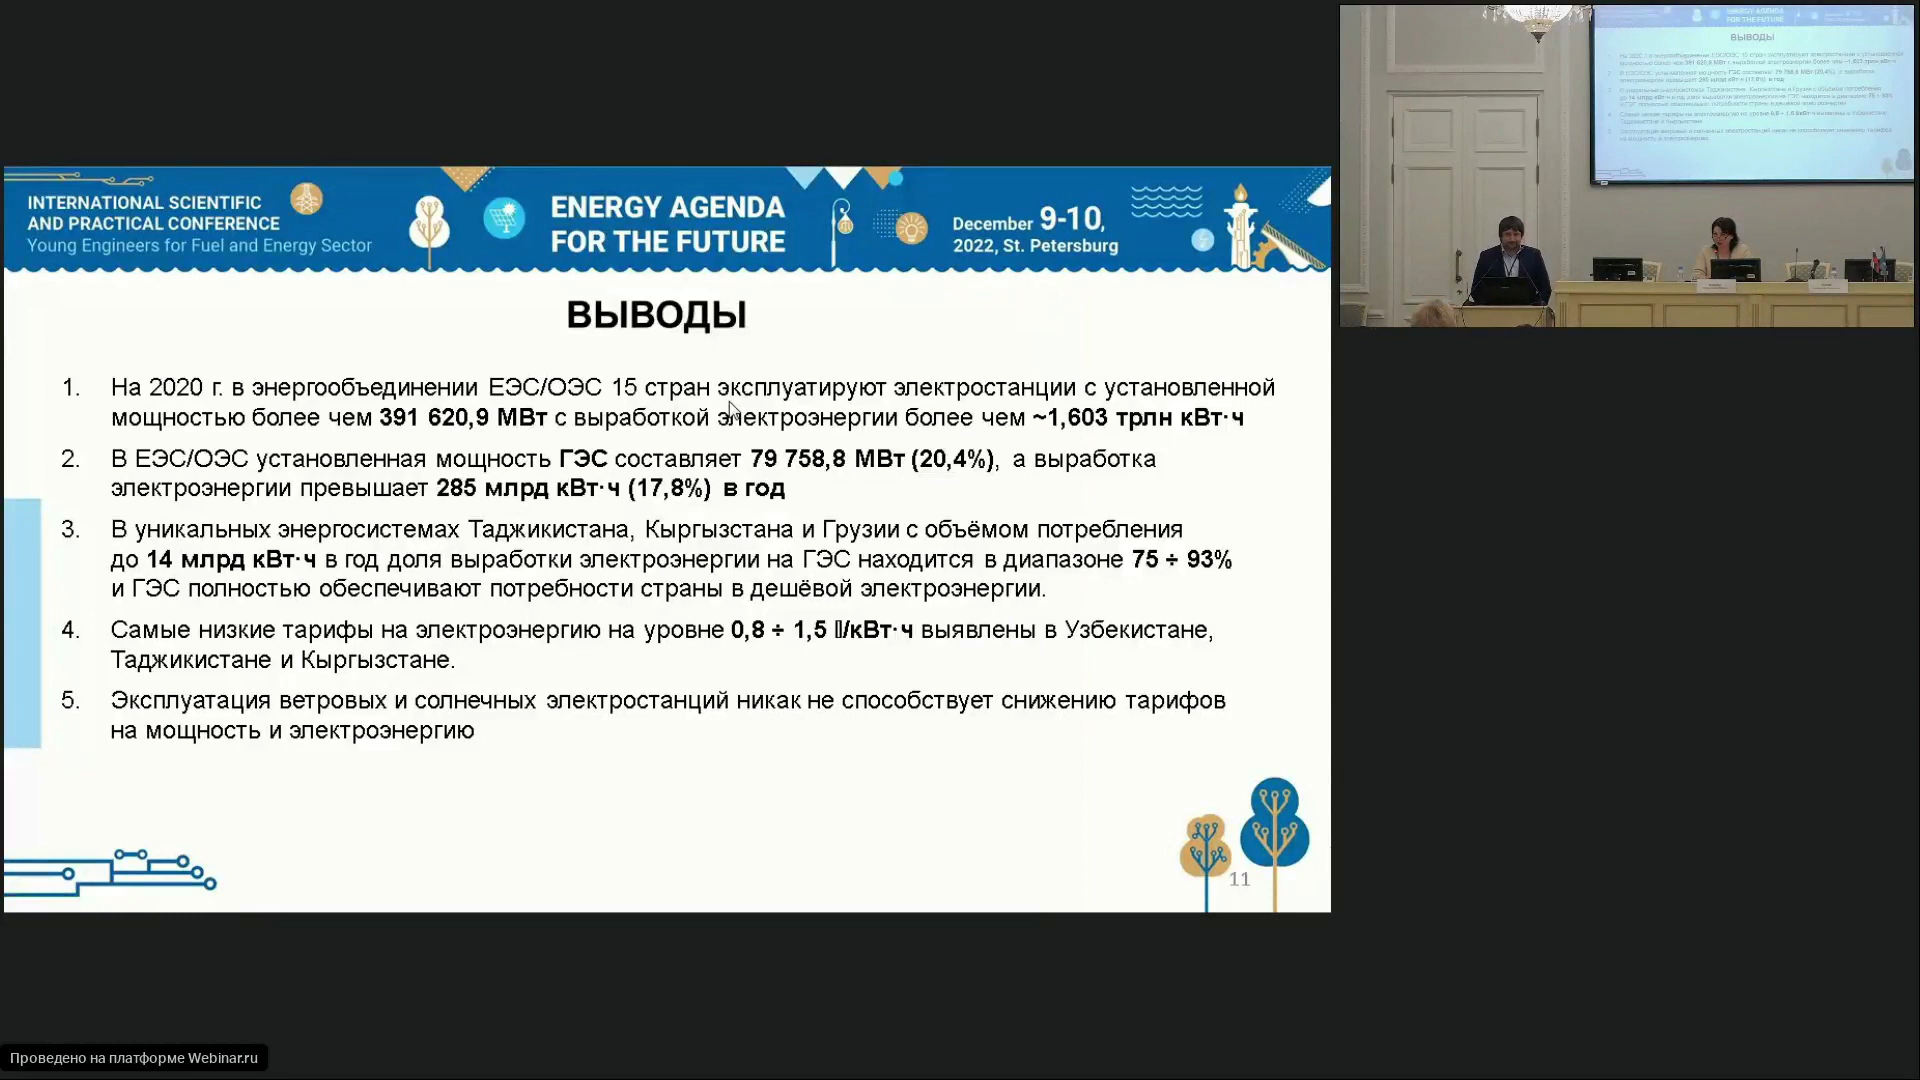 INTERNATIONAL SCIENTIFIC
AND PRACTICAL CONFERENCE
Young Engineers for Fuel and Energy Sector
ENERGY AGENDA
FOR THE FUTURE
December 9-10,
2022, St. Petersburg
ВЫВОДЫ
1. На 2020 г. в энергообъединении ЕЭС/ОЭС 15 стран эксплуатируют электростанции с установленной
мощностью более чем 391 620,9 МВт с выработкой электроэнергии более чем ~1,603 трлн кВт·ч
2. В ЕЭС/ОЭС установленная мощность ГЭС составляет 79 758,8 МВт (20,4%), а выработка
электроэнергии превышает 285 млрд кВт·ч (17,8%) в год
3. В уникальных энергосистемах Таджикистана, Кыргызстана и Грузии с объёмом потребления
до 14 млрд кВт·ч в год доля выработки электроэнергии на ГЭС находится в диапазоне 75 ÷ 93%
и ГЭС полностью обеспечивают потребности страны в дешёвой электроэнергии.
4. Самые низкие тарифы на электроэнергию на уровне 0,8 ÷ 1,5 /кВт·ч выявлены в Узбекистане,
Таджикистане и Кыргызстане.
5. Эксплуатация ветровых и солнечных электростанций никак не способствует снижению тарифов
на мощность и электроэнергию
11
ВЫВОДЫ
Проведено на платформе Webinar.ru